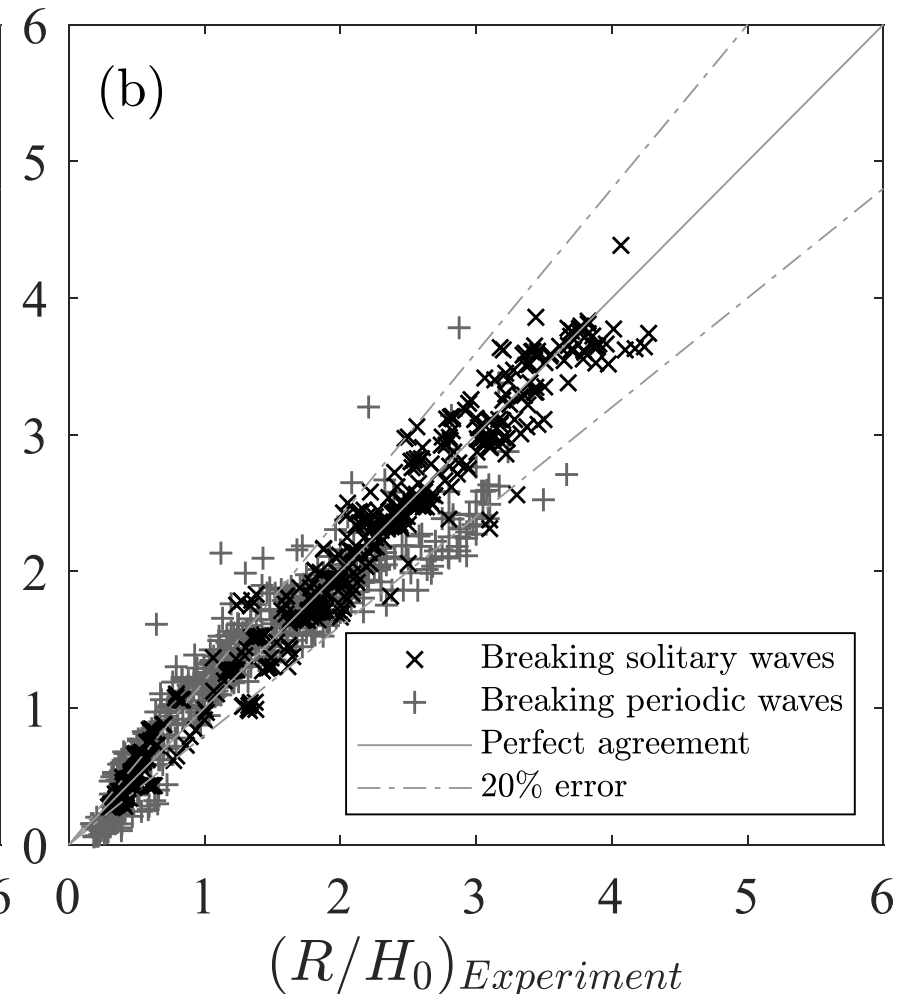 (b)
6
5
4
3
2
1
0
Breaking solitary waves
Breaking periodic waves
Perfect agreement
20% error
6 0 1 2 3 4 5 6
(R/H₀)Experiment